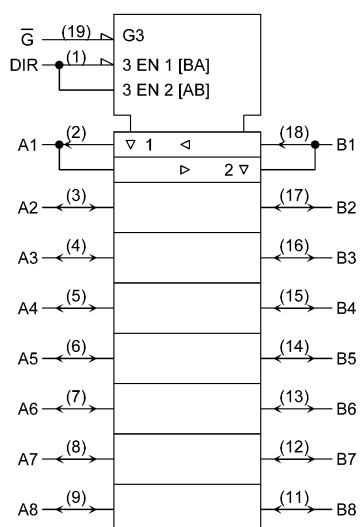 G̅ (19) G3
DIR (1) 3 EN 1 [BA]
3 EN 2 [AB]
A1 (2) ▽ 1 ◁ (18) B1
▷ 2 ▽
A2 (3) (17) B2
A3 (4) (16) B3
A4 (5) (15) B4
A5 (6) (14) B5
A6 (7) (13) B6
A7 (8) (12) B7
A8 (9) (11) B8